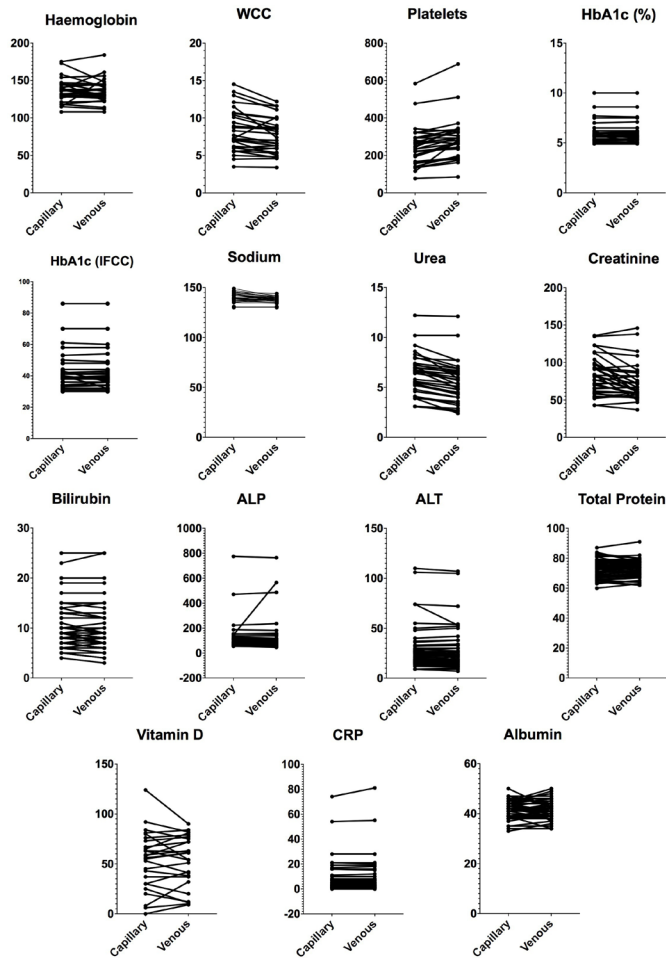 Haemoglobin
200
150
100
50
0
Capillary
Venous
WCC
20
15
10
5
0
Capillary
Venous
Platelets
800
600
400
200
0
Capillary
Venous
HbA1c (%)
15
10
5
0
Capillary
Venous
HbA1c (IFCC)
100
80
60
40
20
0
Capillary
Venous
Sodium
150
100
50
0
Capillary
Venous
Urea
15
10
5
0
Capillary
Venous
Creatinine
200
150
100
50
0
Capillary
Venous
Bilirubin
30
20
10
0
Capillary
Venous
ALP
1000
800
600
400
200
0
-200
Capillary
Venous
ALT
150
100
50
0
Capillary
Venous
Total Protein
100
80
60
40
20
0
Capillary
Venous
Vitamin D
150
100
50
0
Capillary
Venous
CRP
100
80
60
40
20
0
-20
Capillary
Venous
Albumin
60
40
20
0
Capillary
Venous